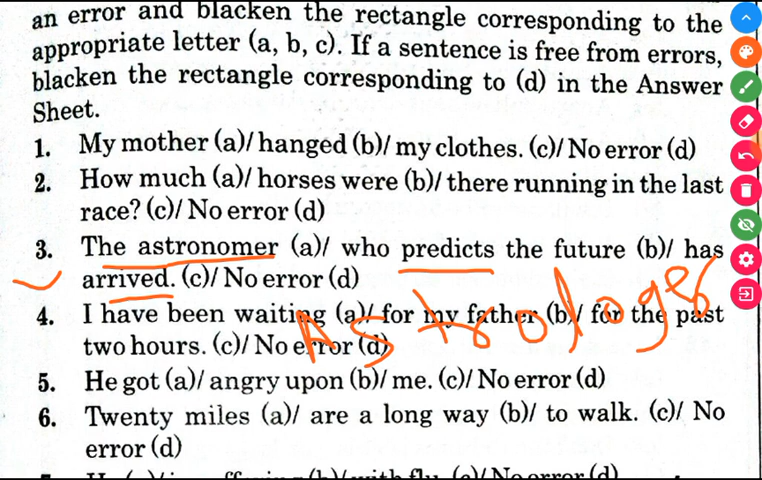 an error and blacken the rectangle corresponding to the
appropriate letter (a, b, c). If a sentence is free from errors,
blacken the rectangle corresponding to (d) in the Answer
Sheet.
1. My mother (a)/ hanged (b)/ my clothes. (c)/ No error (d)
2. How much (a)/ horses were (b)/ there running in the last
race? (c)/ No error (d)
3. The astronomer (a)/ who predicts the future (b)/ has
arrived. (c)/ No error (d)
Astrologer
4. I have been waiting (a)/ for my father (b)/ for the past
two hours. (c)/ No error (d)
5. He got (a)/ angry upon (b)/ me. (c)/ No error (d)
6. Twenty miles (a)/ are a long way (b)/ to walk. (c)/ No
error (d)